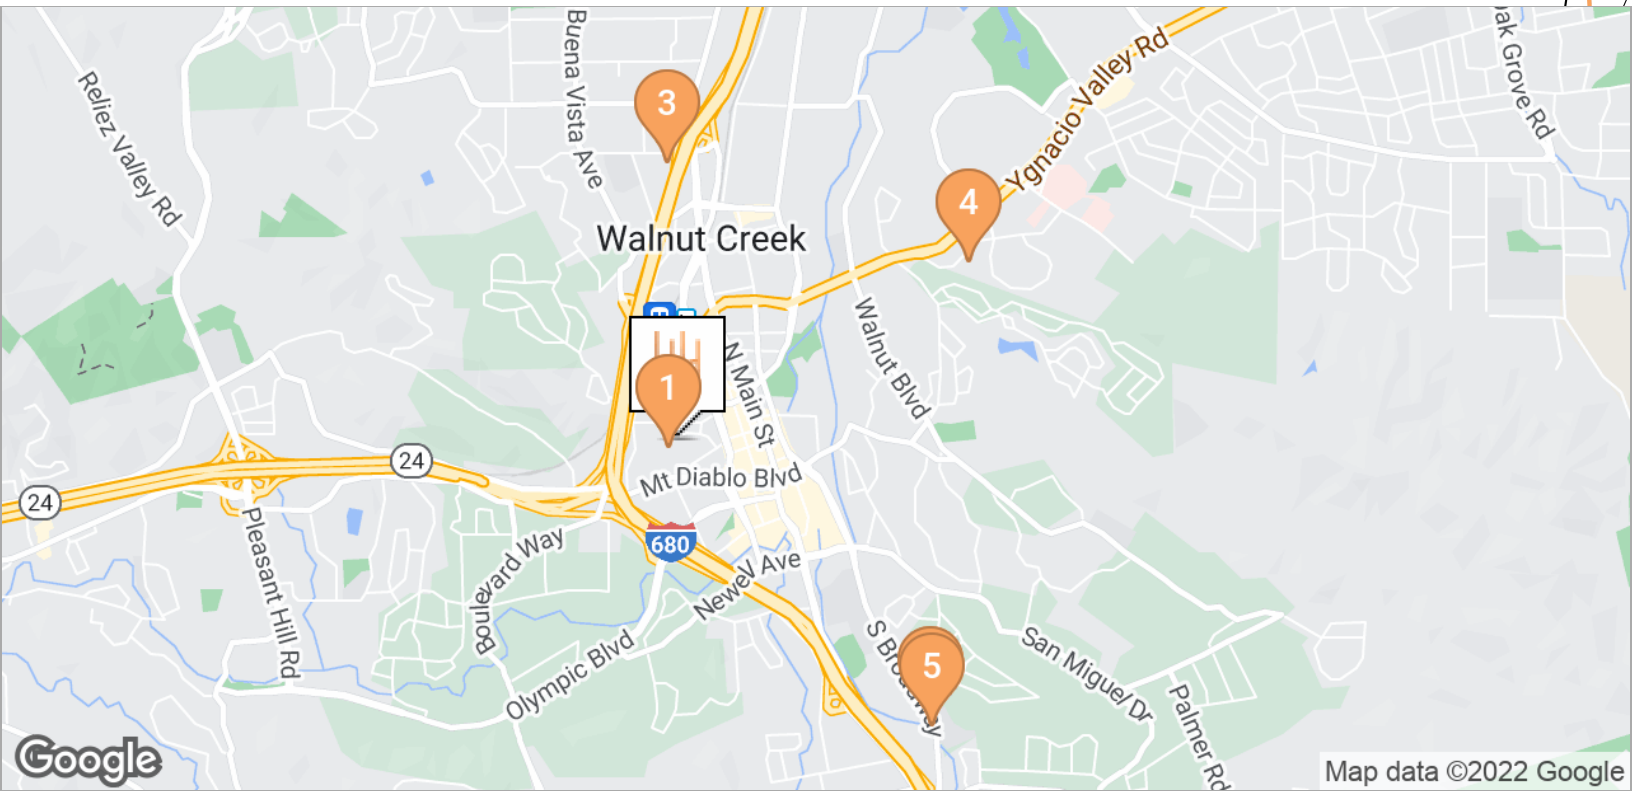 Buena Vista Ave
Reliez Valley Rd
Ygnacio Valley Rd
Oak Grove Rd
3
4
Walnut Creek
1
N Main St
Walnut Blvd
24
24
Mt Diablo Blvd
680
Pleasant Hill Rd
Boulevard Way
Newell Ave
Olympic Blvd
S Broadway
5
San Miguel Dr
Palmer Rd
Google
Map data ©2022 Google